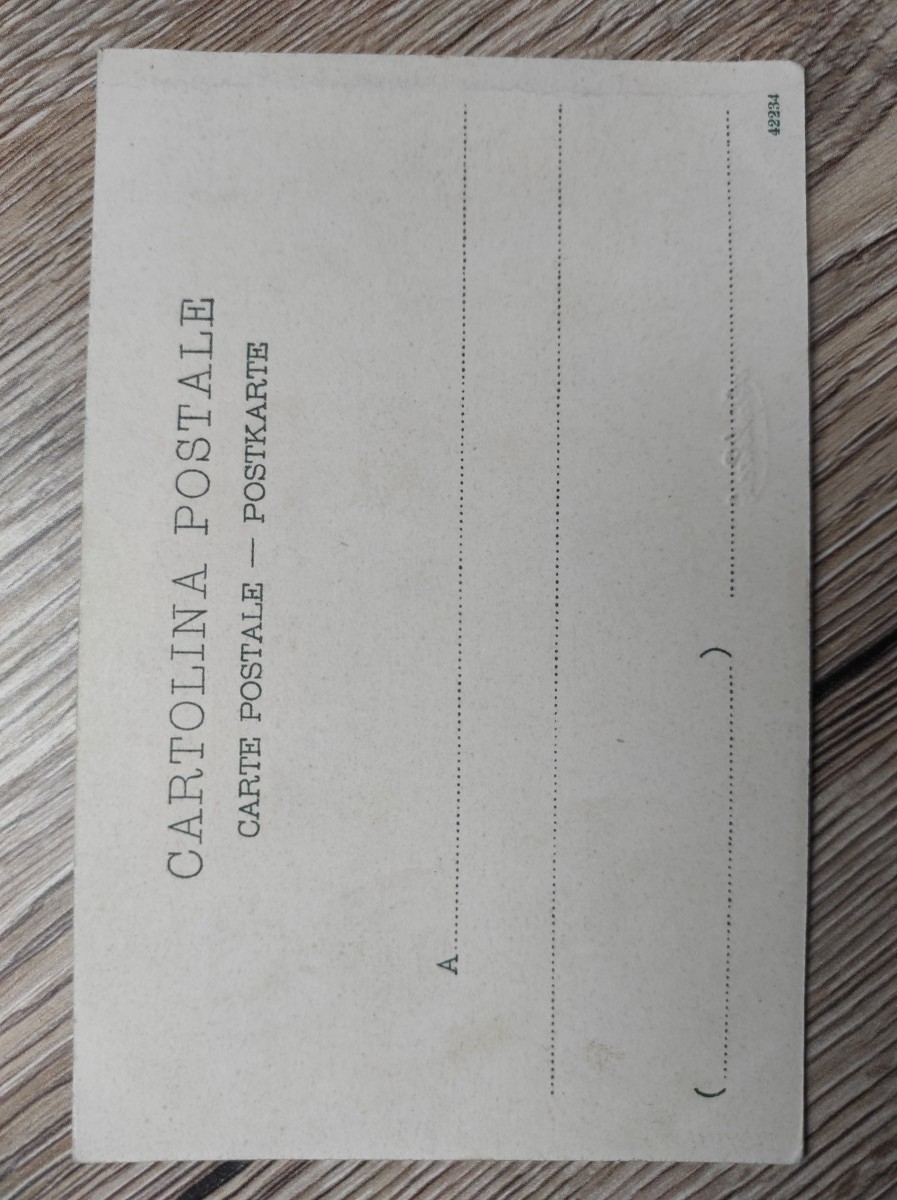 CARTOLINA POSTALE
CARTE POSTALE — POSTKARTE
A
( )
42234